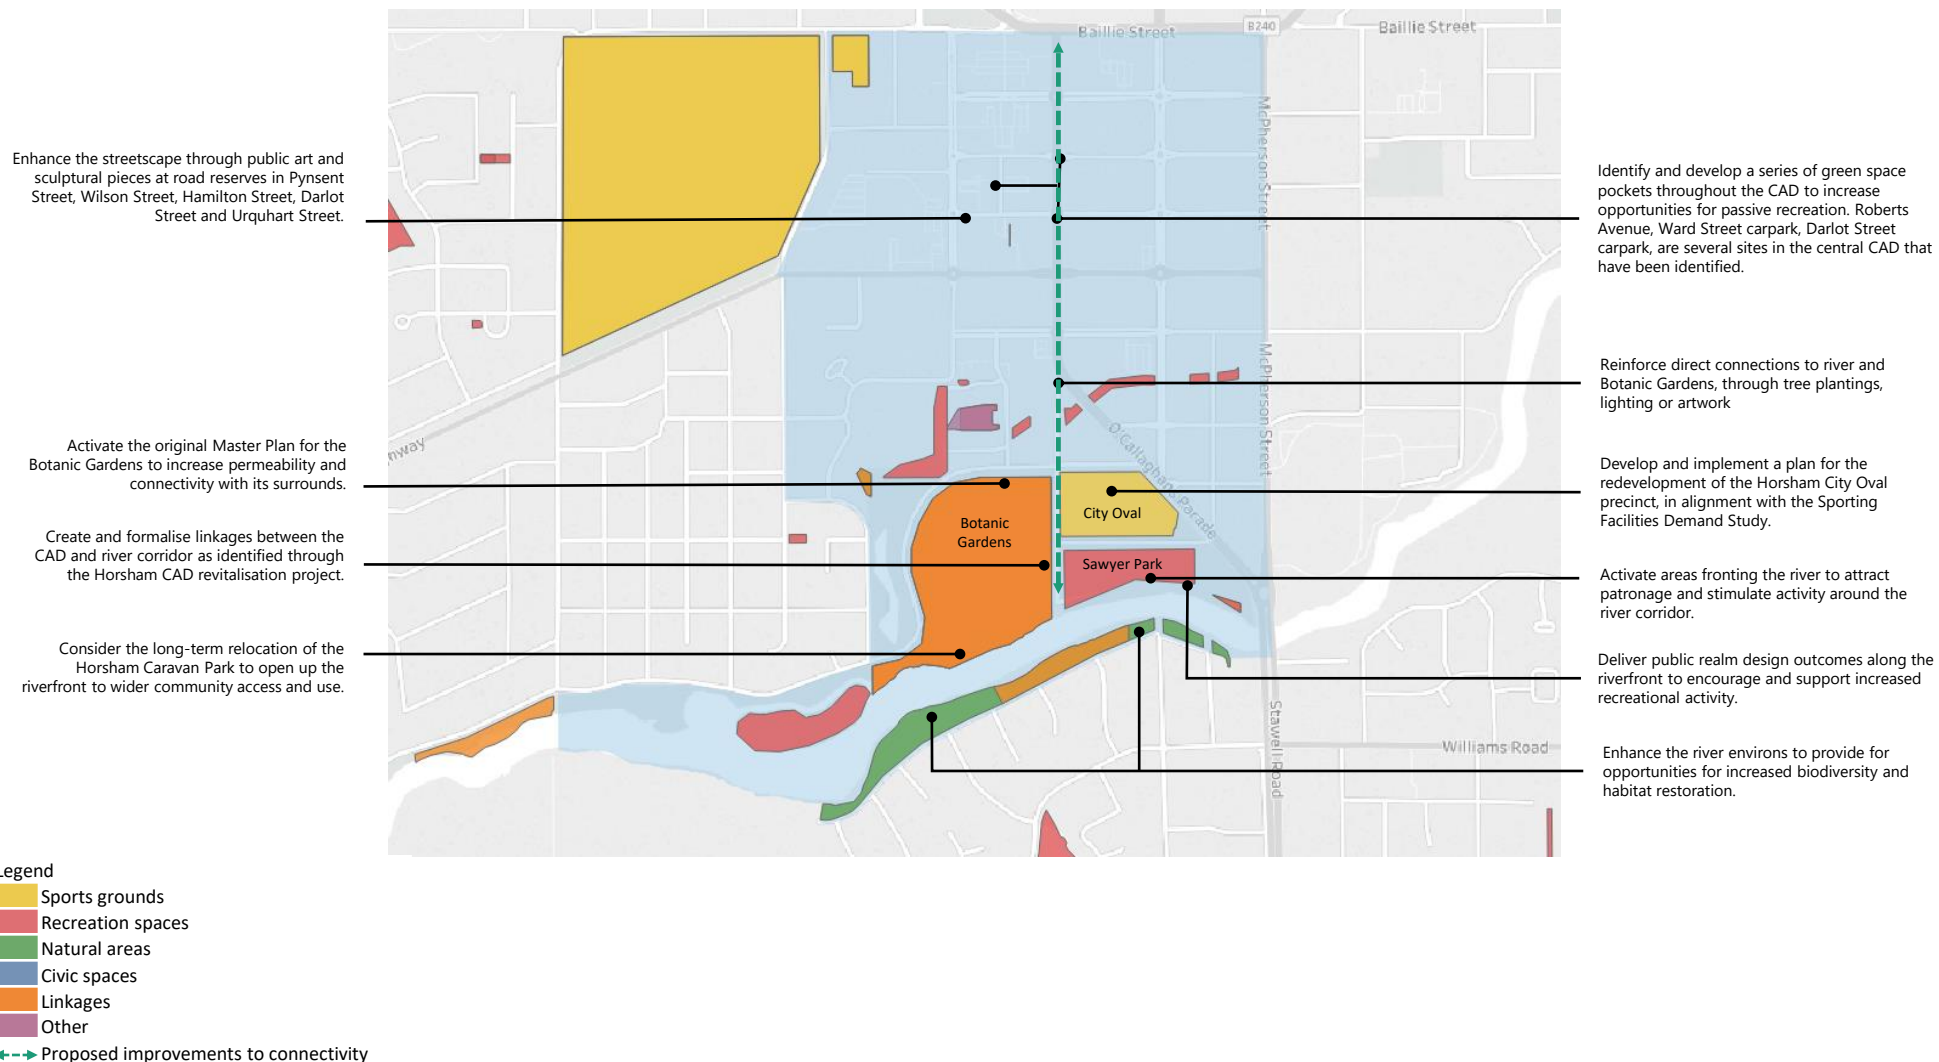 Baillie Street
B240
Baillie Street
McPherson Street
McPherson Street
O'Callaghans Parade
Stawell Road
Williams Road
Enhance the streetscape through public art and
sculptural pieces at road reserves in Pynsent
Street, Wilson Street, Hamilton Street, Darlot
Street and Urquhart Street.
Activate the original Master Plan for the
Botanic Gardens to increase permeability and
connectivity with its surrounds.
Create and formalise linkages between the
CAD and river corridor as identified through
the Horsham CAD revitalisation project.
Consider the long-term relocation of the
Horsham Caravan Park to open up the
riverfront to wider community access and use.
Botanic
Gardens
City Oval
Sawyer Park
Identify and develop a series of green space
pockets throughout the CAD to increase
opportunities for passive recreation. Roberts
Avenue, Ward Street carpark, Darlot Street
carpark, are several sites in the central CAD that
have been identified.
Reinforce direct connections to river and
Botanic Gardens, through tree plantings,
lighting or artwork
Develop and implement a plan for the
redevelopment of the Horsham City Oval
precinct, in alignment with the Sporting
Facilities Demand Study.
Activate areas fronting the river to attract
patronage and stimulate activity around the
river corridor.
Deliver public realm design outcomes along the
riverfront to encourage and support increased
recreational activity.
Enhance the river environs to provide for
opportunities for increased biodiversity and
habitat restoration.
Legend
Sports grounds
Recreation spaces
Natural areas
Civic spaces
Linkages
Other
Proposed improvements to connectivity